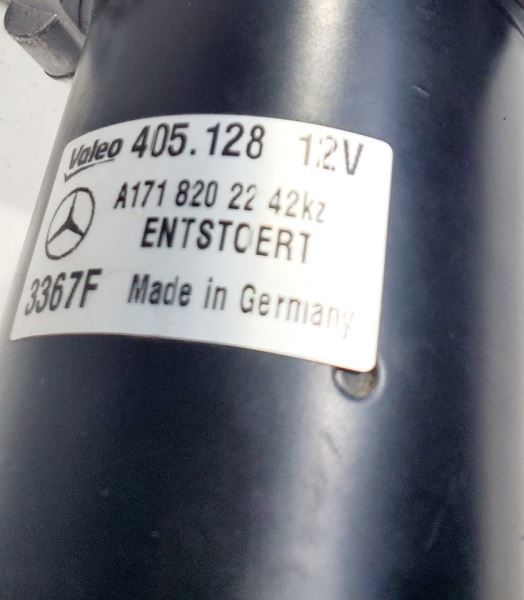 Valeo 405.128 12V
A171 820 22 42kz
ENTSTOERT
3367F Made in Germany